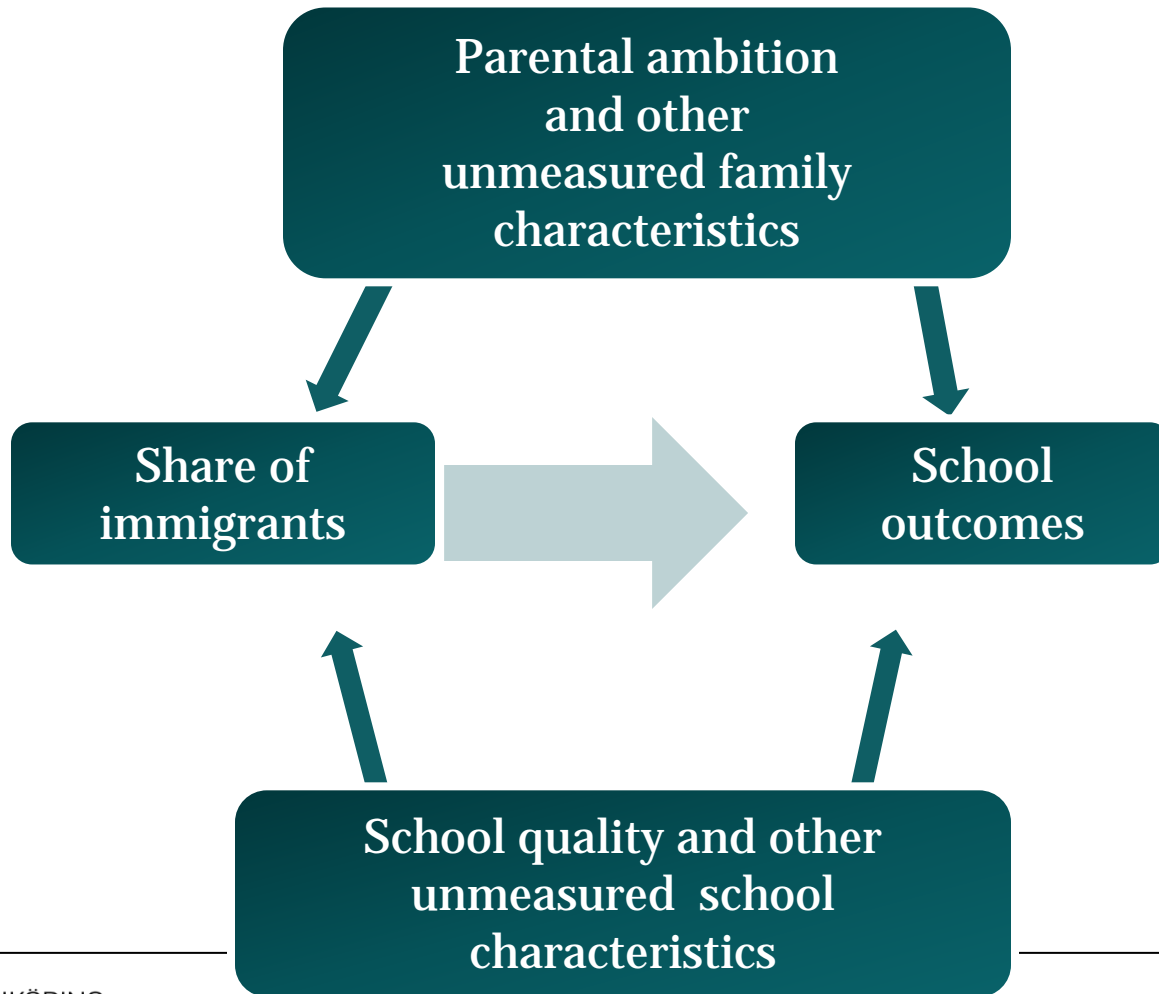 Parental ambition
and other
unmeasured family
characteristics
Share of
immigrants
School
outcomes
School quality and other
unmeasured  school
characteristics